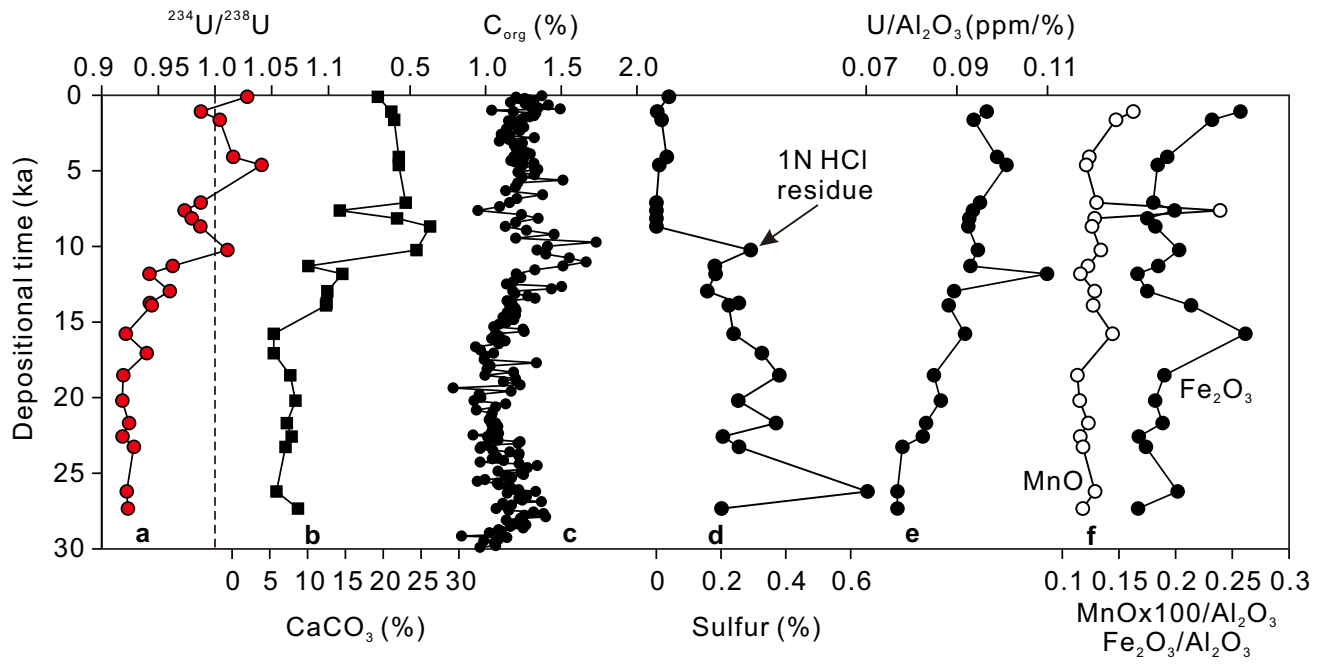 ²³⁴U/²³⁸U C₀ᵣg (%) U/Al₂O₃ (ppm/%)
0.9 0.95 1.0 1.05 1.1 0.5 1.0 1.5 2.0 0.07 0.09 0.11
Depositional time (ka)
0
5
10
15
20
25
30
1N HCl
residue
Fe₂O₃
MnO
a b c d e f
0 5 10 15 20 25 30 0 0.2 0.4 0.6 0.1 0.15 0.2 0.25 0.3
CaCO₃ (%) Sulfur (%) MnOx100/Al₂O₃
Fe₂O₃/Al₂O₃